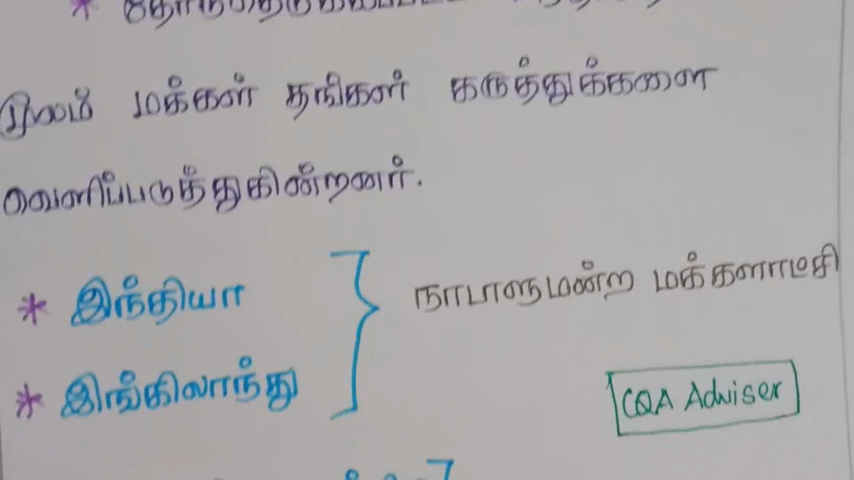 மூலம் மக்கள் தங்கள் கருத்துக்களை
வெளிப்படுத்துகின்றனர்.
* இந்தியா
* இங்கிலாந்து
நாடாளுமன்ற மக்களாட்சி
CQA Adviser